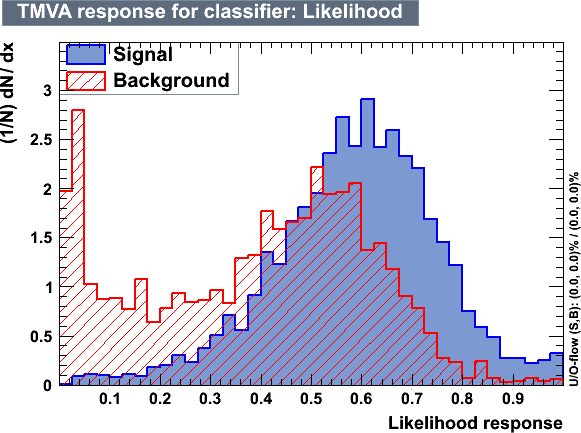 TMVA response for classifier: Likelihood
Signal
Background
(1/N) dN / dx
3
2.5
2
1.5
1
0.5
0
0.1 0.2 0.3 0.4 0.5 0.6 0.7 0.8 0.9
Likelihood response
U/O-flow (S,B): (0.0, 0.0)% / (0.0, 0.0)%